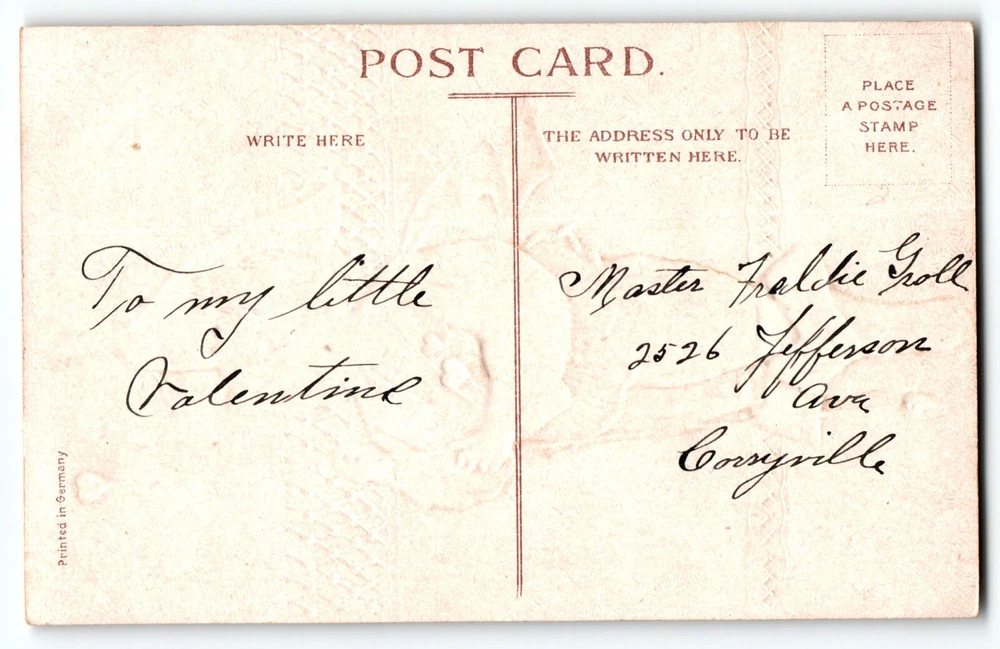 POST CARD.
WRITE HERE
THE ADDRESS ONLY TO BE
WRITTEN HERE.
PLACE
A POSTAGE
STAMP
HERE.
To my little
Valentine
Master Groll
2526 Jefferson
Ave
Corryville
Printed in Germany